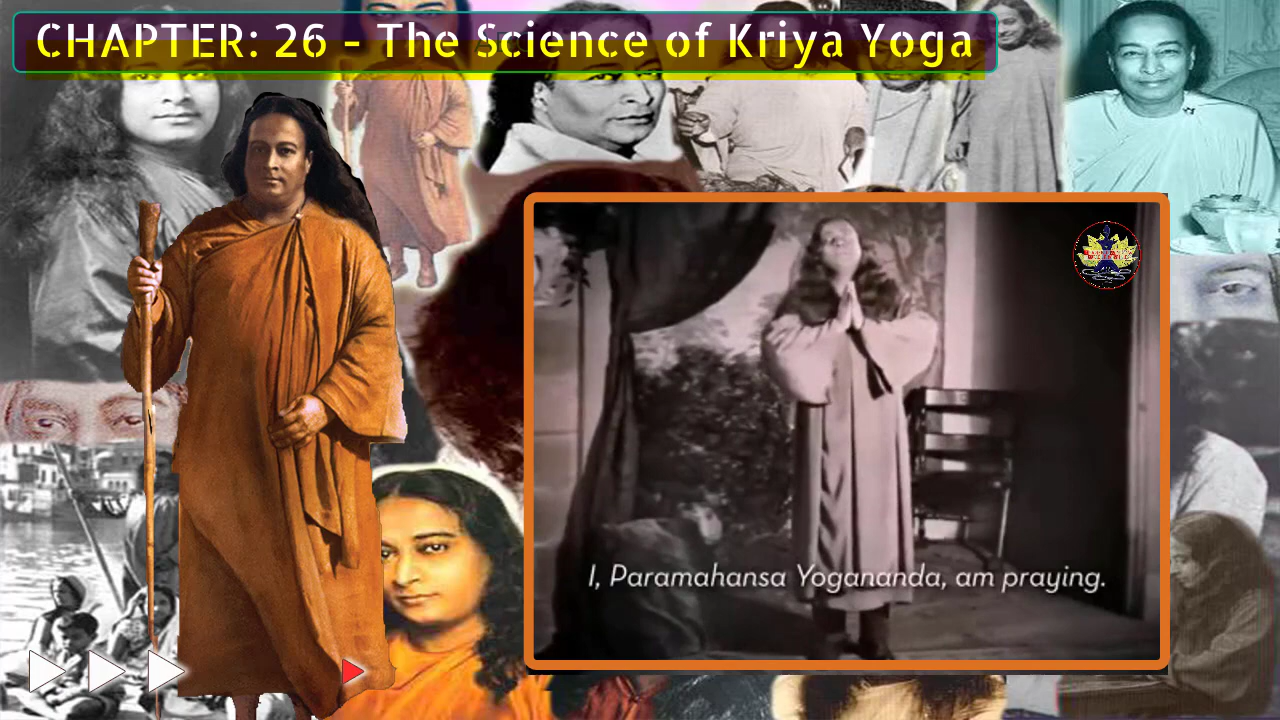 CHAPTER: 26 - The Science of Kriya Yoga
I, Paramahansa Yogananda, am praying.